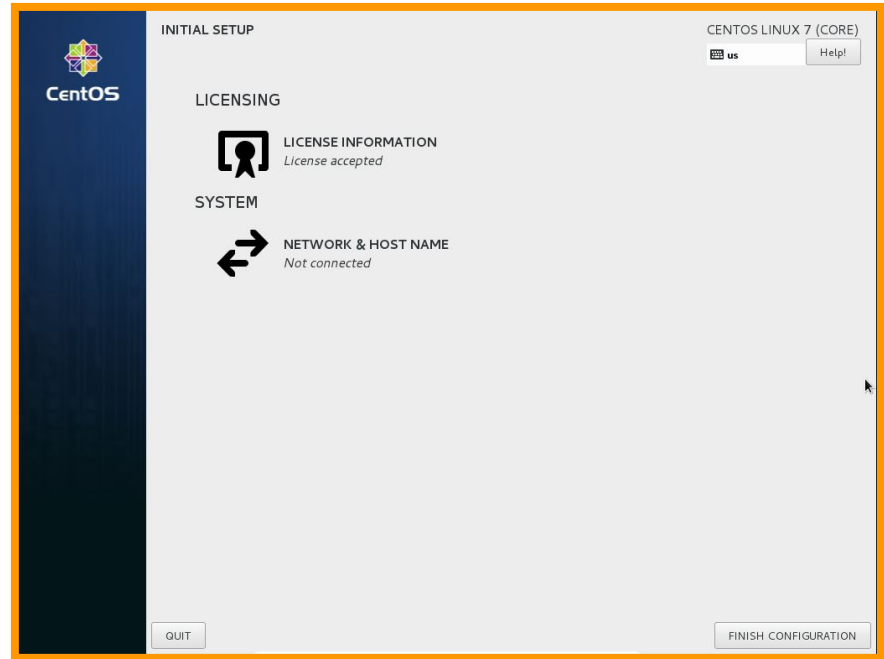 INITIAL SETUP
CENTOS LINUX 7 (CORE)
us
Help!
CentOS
LICENSING
LICENSE INFORMATION
License accepted
SYSTEM
NETWORK & HOST NAME
Not connected
QUIT
FINISH CONFIGURATION